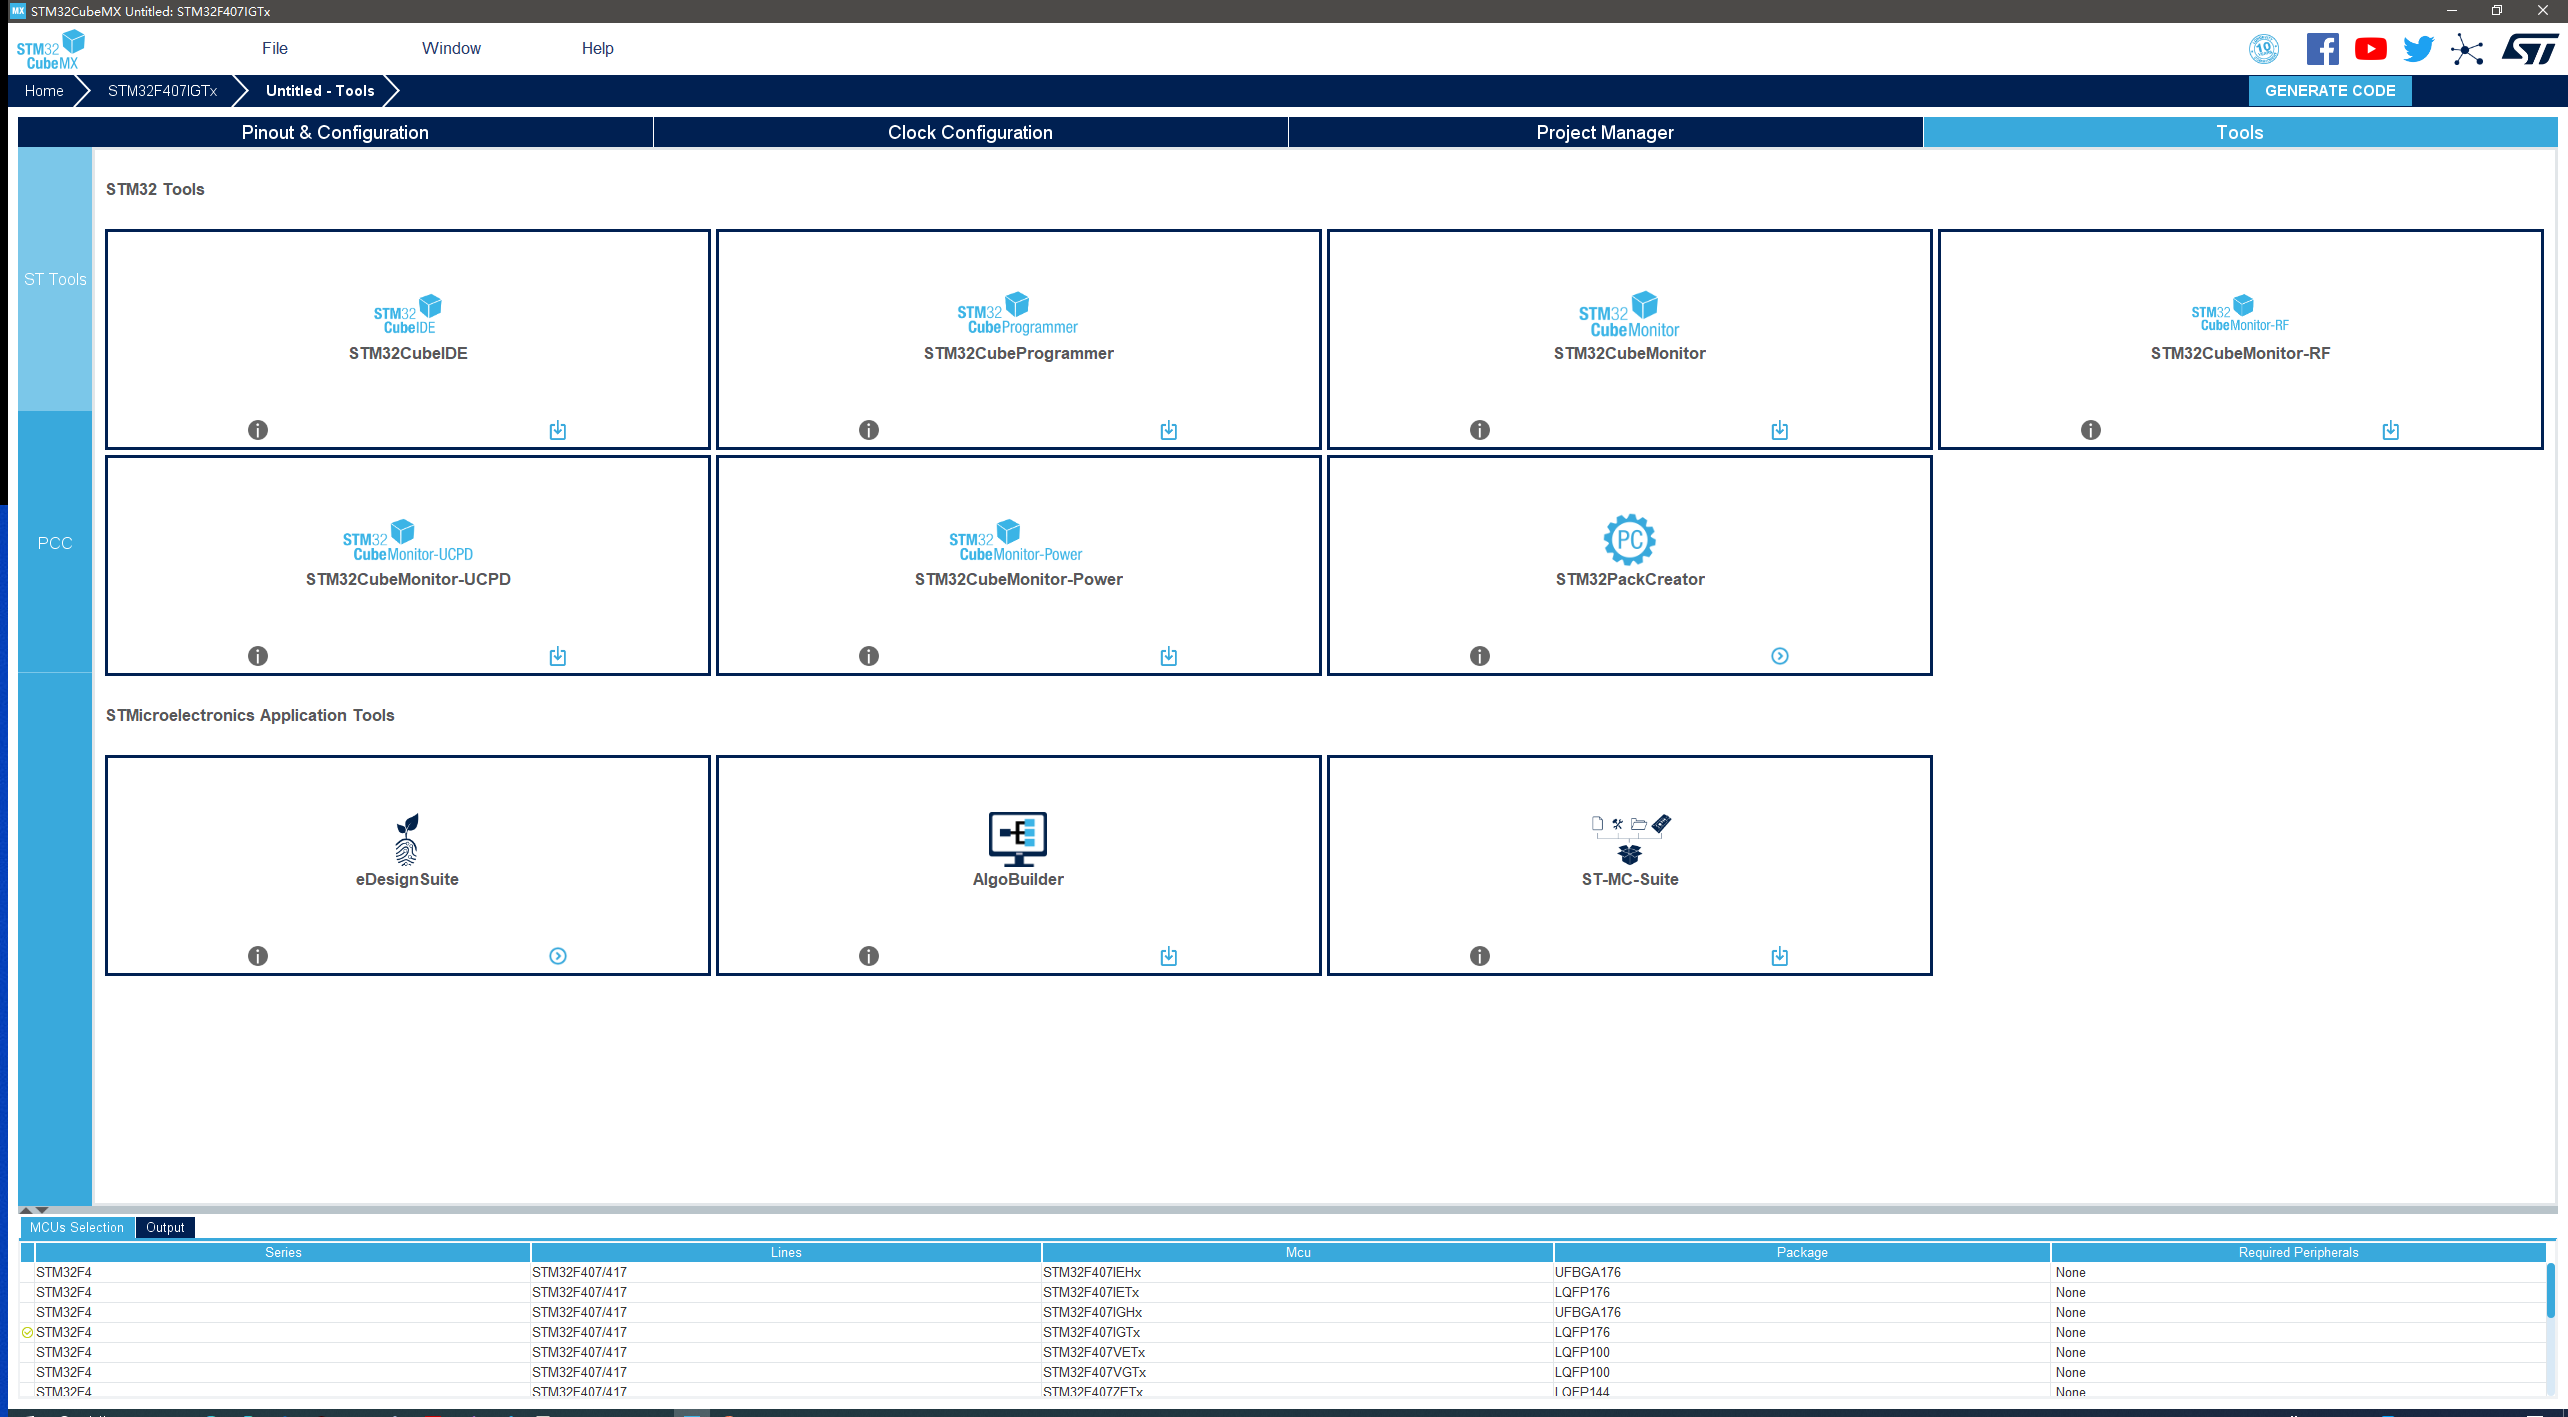 MX STM32CubeMX Untitled: STM32F407IGTx
STM32 CubeMX
File Window Help
10
Home STM32F407IGTx Untitled - Tools GENERATE CODE
Pinout & Configuration Clock Configuration Project Manager Tools
ST Tools
PCC
STM32 Tools
STM32 CubeIDE
STM32CubeIDE
STM32 CubeProgrammer
STM32CubeProgrammer
STM32 CubeMonitor
STM32CubeMonitor
STM32 CubeMonitor-RF
STM32CubeMonitor-RF
STM32 CubeMonitor-UCPD
STM32CubeMonitor-UCPD
STM32 CubeMonitor-Power
STM32CubeMonitor-Power
PC
STM32PackCreator
STMicroelectronics Application Tools
eDesignSuite
AlgoBuilder
ST-MC-Suite
MCUs Selection Output
Series Lines Mcu Package Required Peripherals
STM32F4 STM32F407/417 STM32F407IEHx UFBGA176 None
STM32F4 STM32F407/417 STM32F407IETx LQFP176 None
STM32F4 STM32F407/417 STM32F407IGHx UFBGA176 None
STM32F4 STM32F407/417 STM32F407IGTx LQFP176 None
STM32F4 STM32F407/417 STM32F407VETx LQFP100 None
STM32F4 STM32F407/417 STM32F407VGTx LQFP100 None
STM32F4 STM32F407/417 STM32F407ZETx LQFP144 None